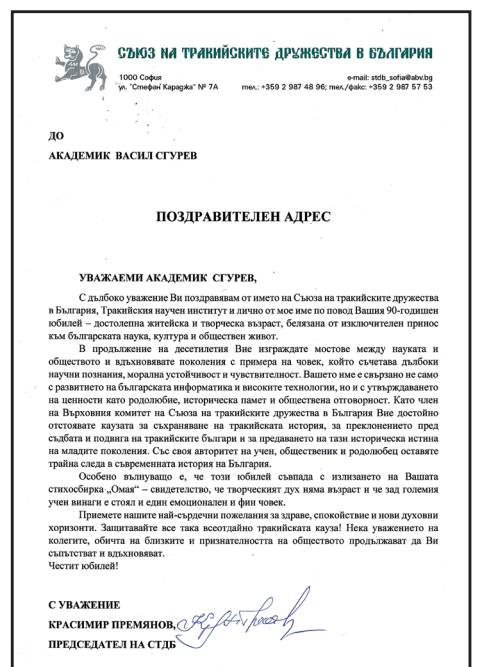 СЪЮЗ НА ТРАКИЙСКИТЕ ДРУЖЕСТВА В БЪЛГАРИЯ
1000 София
ул. "Стефан Караджа" № 7А
e-mail: stdb_sofia@abv.bg
тел.: +359 2 987 48 96; тел./факс: +359 2 987 57 53
ДО
АКАДЕМИК ВАСИЛ СГУРЕВ
ПОЗДРАВИТЕЛЕН АДРЕС
УВАЖАЕМИ АКАДЕМИК СГУРЕВ,
С дълбоко уважение Ви поздравявам от името на Съюза на тракийските дружества
в България, Тракийския научен институт и лично от мое име по повод Вашия 90-годишен
юбилей – достолепна житейска и творческа възраст, белязана от изключителен принос
към българската наука, култура и обществен живот.
В продължение на десетилетия Вие изграждате мостове между науката и
обществото и вдъхновявате поколения с примера на човек, който съчетава дълбоки
научни познания, морална устойчивост и чувствителност. Вашето име е свързано не само
с развитието на българската информатика и високите технологии, но и с утвърждаването
на ценности като родолюбие, историческа памет и обществена отговорност. Като член
на Върховния комитет на Съюза на тракийските дружества в България Вие достойно
отстоявате каузата за съхраняване на тракийската история, за преклонението пред
съдбата и подвига на тракийските българи и за предаването на тази историческа истина
на младите поколения. Със своя авторитет на учен, общественик и родолюбец оставяте
трайна следа в съвременната история на България.
Особено вълнуващо е, че този юбилей съвпада с излизането на Вашата
стихосбирка „Омая“ – свидетелство, че творческият дух няма възраст и че зад големия
учен винаги е стоял и един емоционален и фин човек.
Приемете нашите най-сърдечни пожелания за здраве, спокойствие и нови духовни
хоризонти. Защитавайте все така всеотдайно тракийската кауза! Нека уважението на
колегите, обичта на близките и признателността на обществото продължават да Ви
съпътстват и вдъхновяват.
Честит юбилей!
С УВАЖЕНИЕ
КРАСИМИР ПРЕМЯНОВ,
ПРЕДСЕДАТЕЛ НА СТДБ